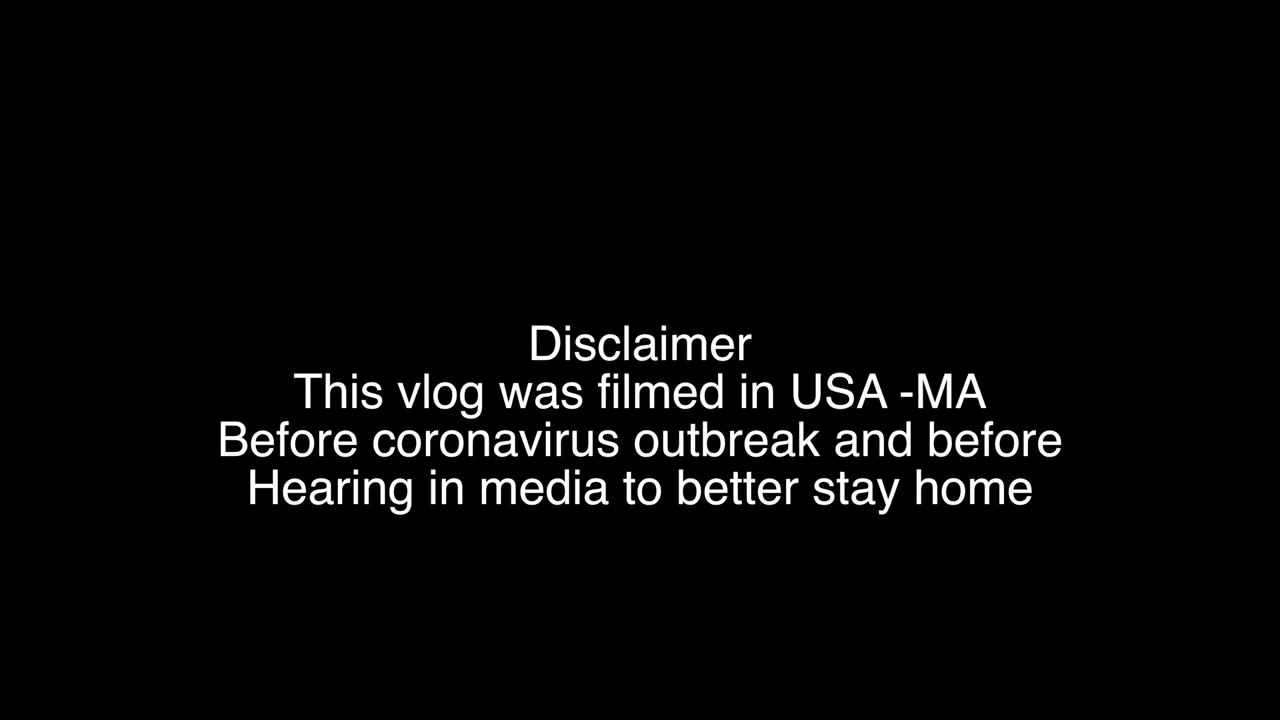 Disclaimer
This vlog was filmed in USA -MA
Before coronavirus outbreak and before
Hearing in media to better stay home